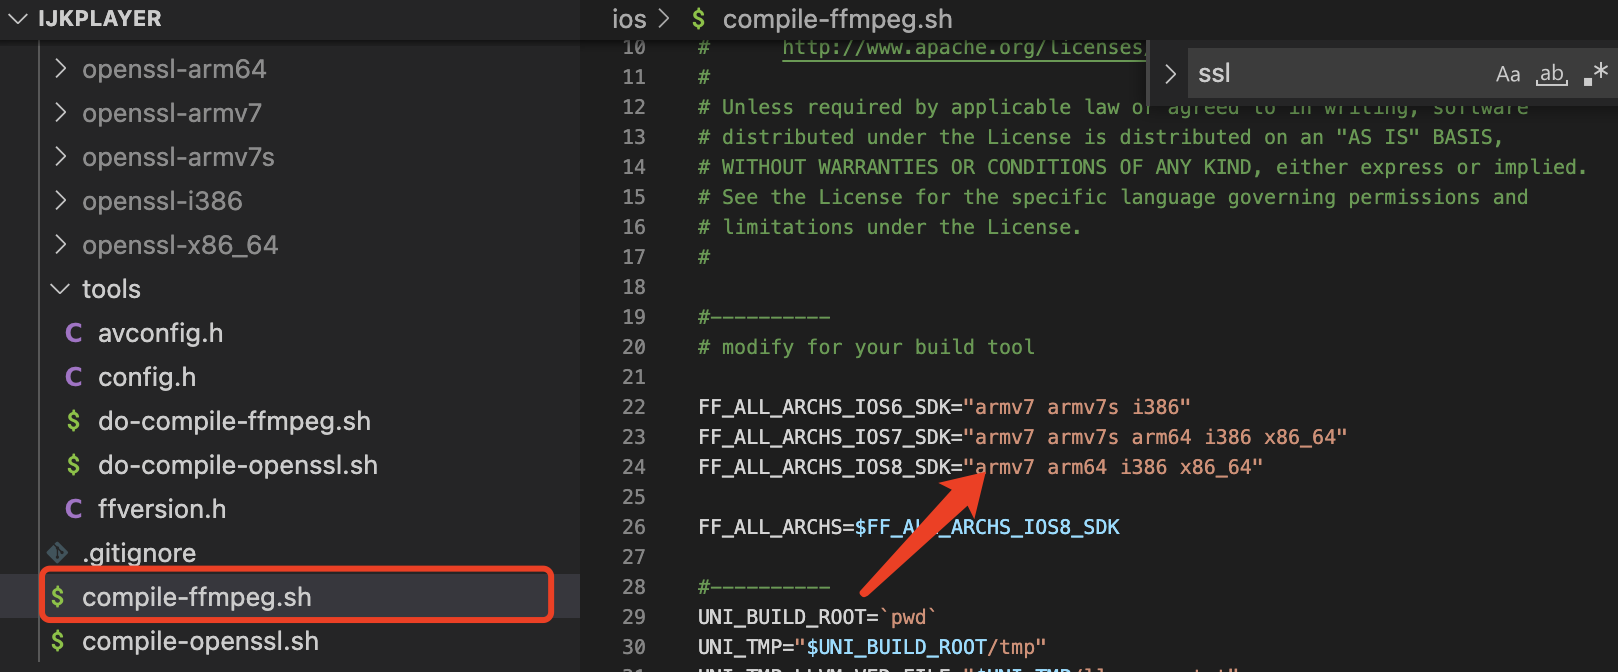 IJKPLAYER
openssl-arm64
openssl-armv7
openssl-armv7s
openssl-i386
openssl-x86_64
tools
C avconfig.h
C config.h
$ do-compile-ffmpeg.sh
$ do-compile-openssl.sh
C ffversion.h
.gitignore
$ compile-ffmpeg.sh
$ compile-openssl.sh
ios > $ compile-ffmpeg.sh
ssl Aa ab .*
10 # http://www.apache.org/licenses/
11 #
12 # Unless required by applicable law or agreed to in writing, software
13 # distributed under the License is distributed on an "AS IS" BASIS,
14 # WITHOUT WARRANTIES OR CONDITIONS OF ANY KIND, either express or implied.
15 # See the License for the specific language governing permissions and
16 # limitations under the License.
17 #
18
19 #----------
20 # modify for your build tool
21
22 FF_ALL_ARCHS_IOS6_SDK="armv7 armv7s i386"
23 FF_ALL_ARCHS_IOS7_SDK="armv7 armv7s arm64 i386 x86_64"
24 FF_ALL_ARCHS_IOS8_SDK="armv7 arm64 i386 x86_64"
25
26 FF_ALL_ARCHS=$FF_ALL_ARCHS_IOS8_SDK
27
28 #----------
29 UNI_BUILD_ROOT=`pwd`
30 UNI_TMP="$UNI_BUILD_ROOT/tmp"